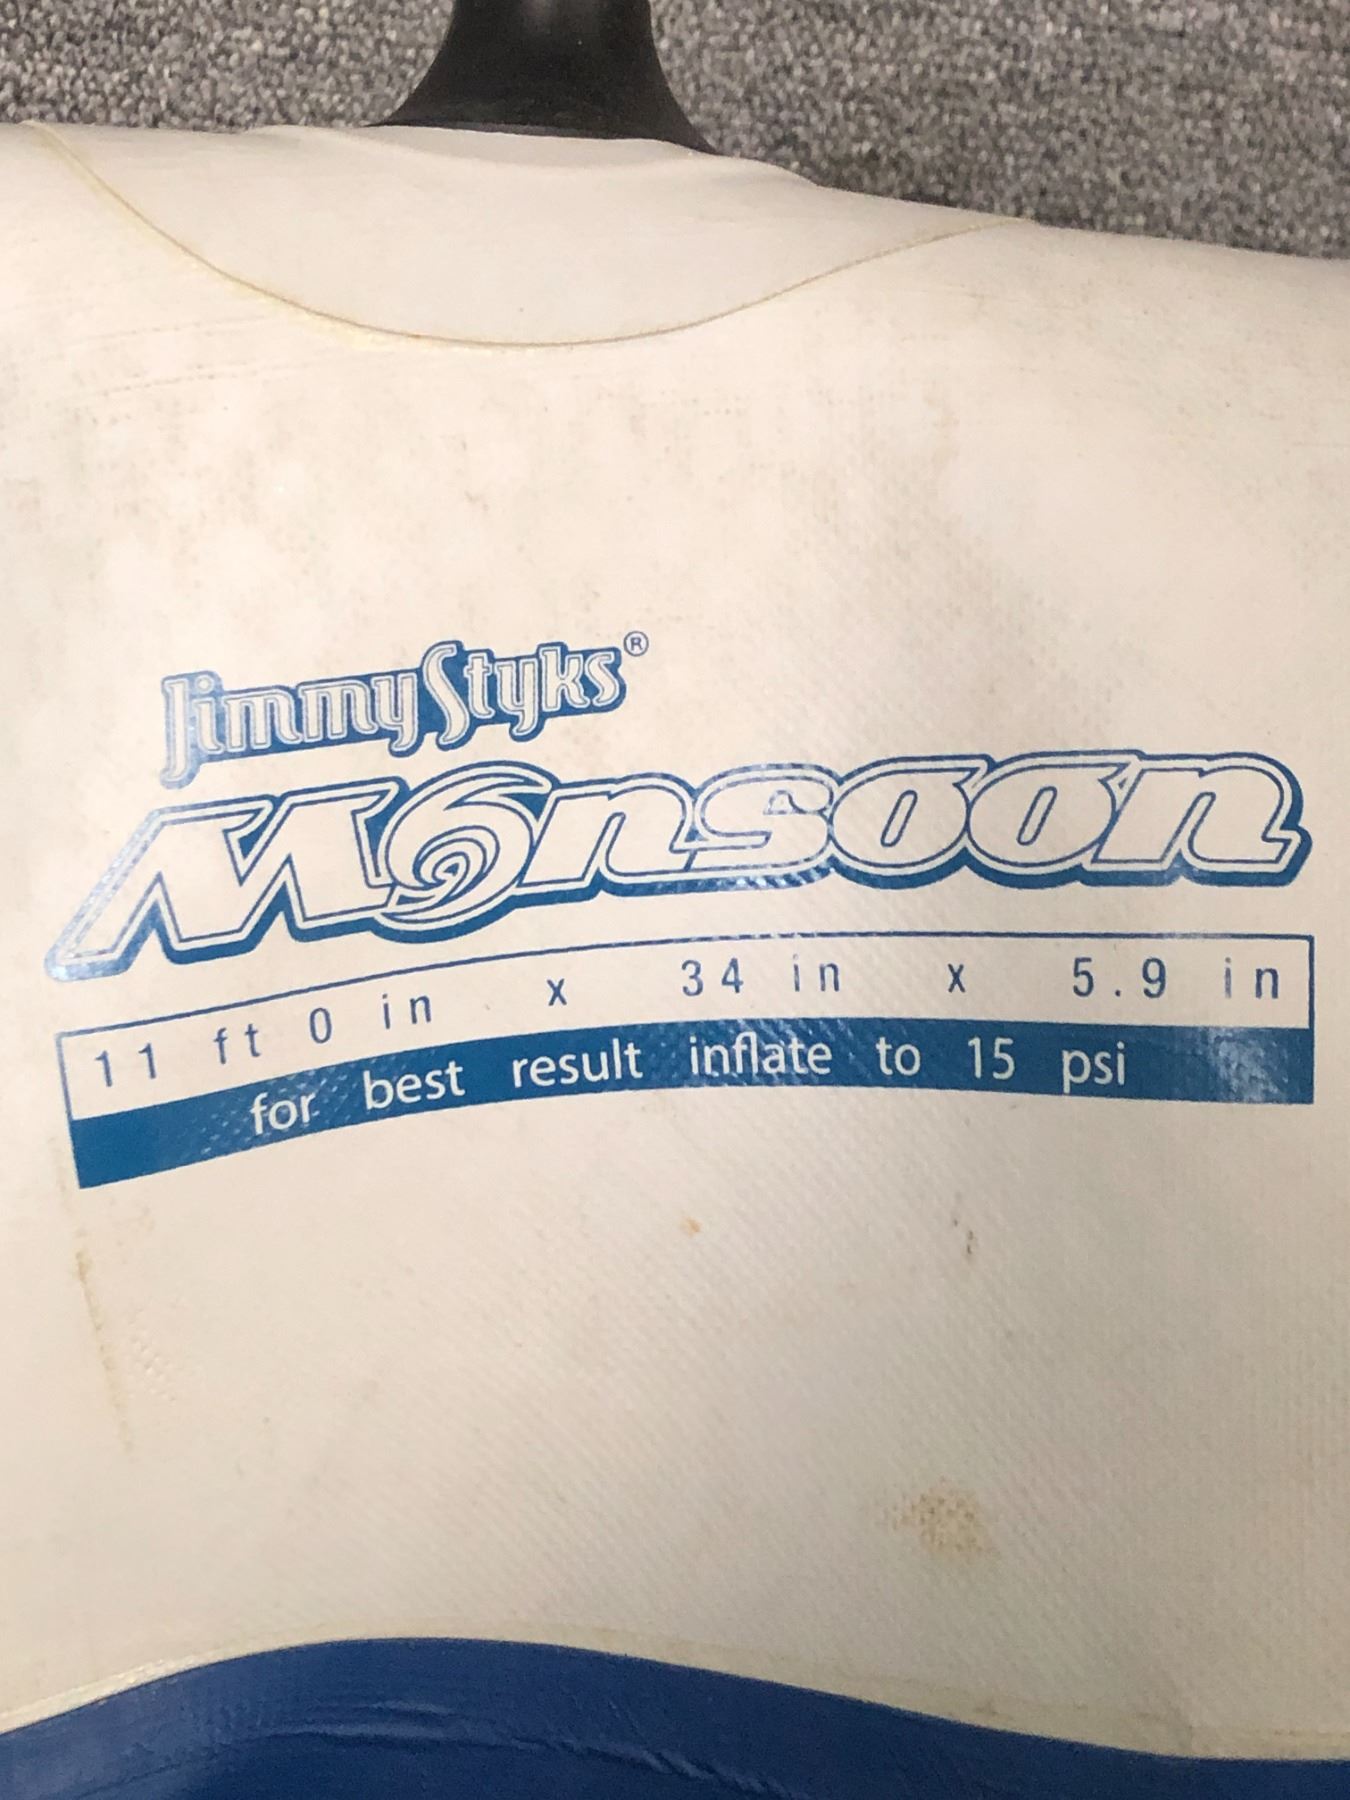 JimmyStyks®
Monsoon
11 ft 0 in x 34 in x 5.9 in
for best result inflate to 15 psi